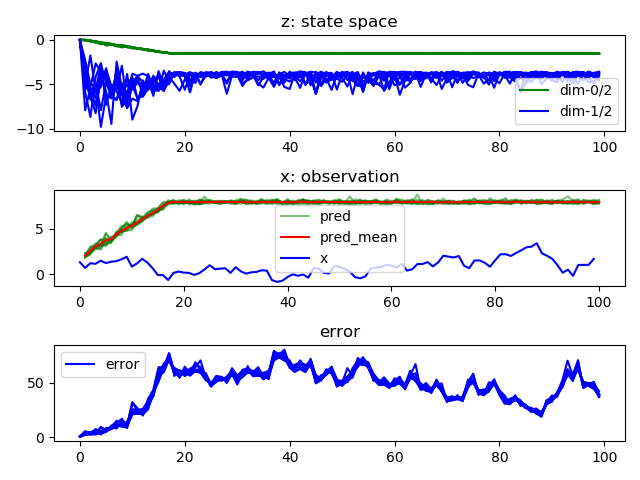 z: state space
0
−5
−10
dim-0/2
dim-1/2
0 20 40 60 80 100
x: observation
5
0
pred
pred_mean
x
0 20 40 60 80 100
error
50
0
error
0 20 40 60 80 100